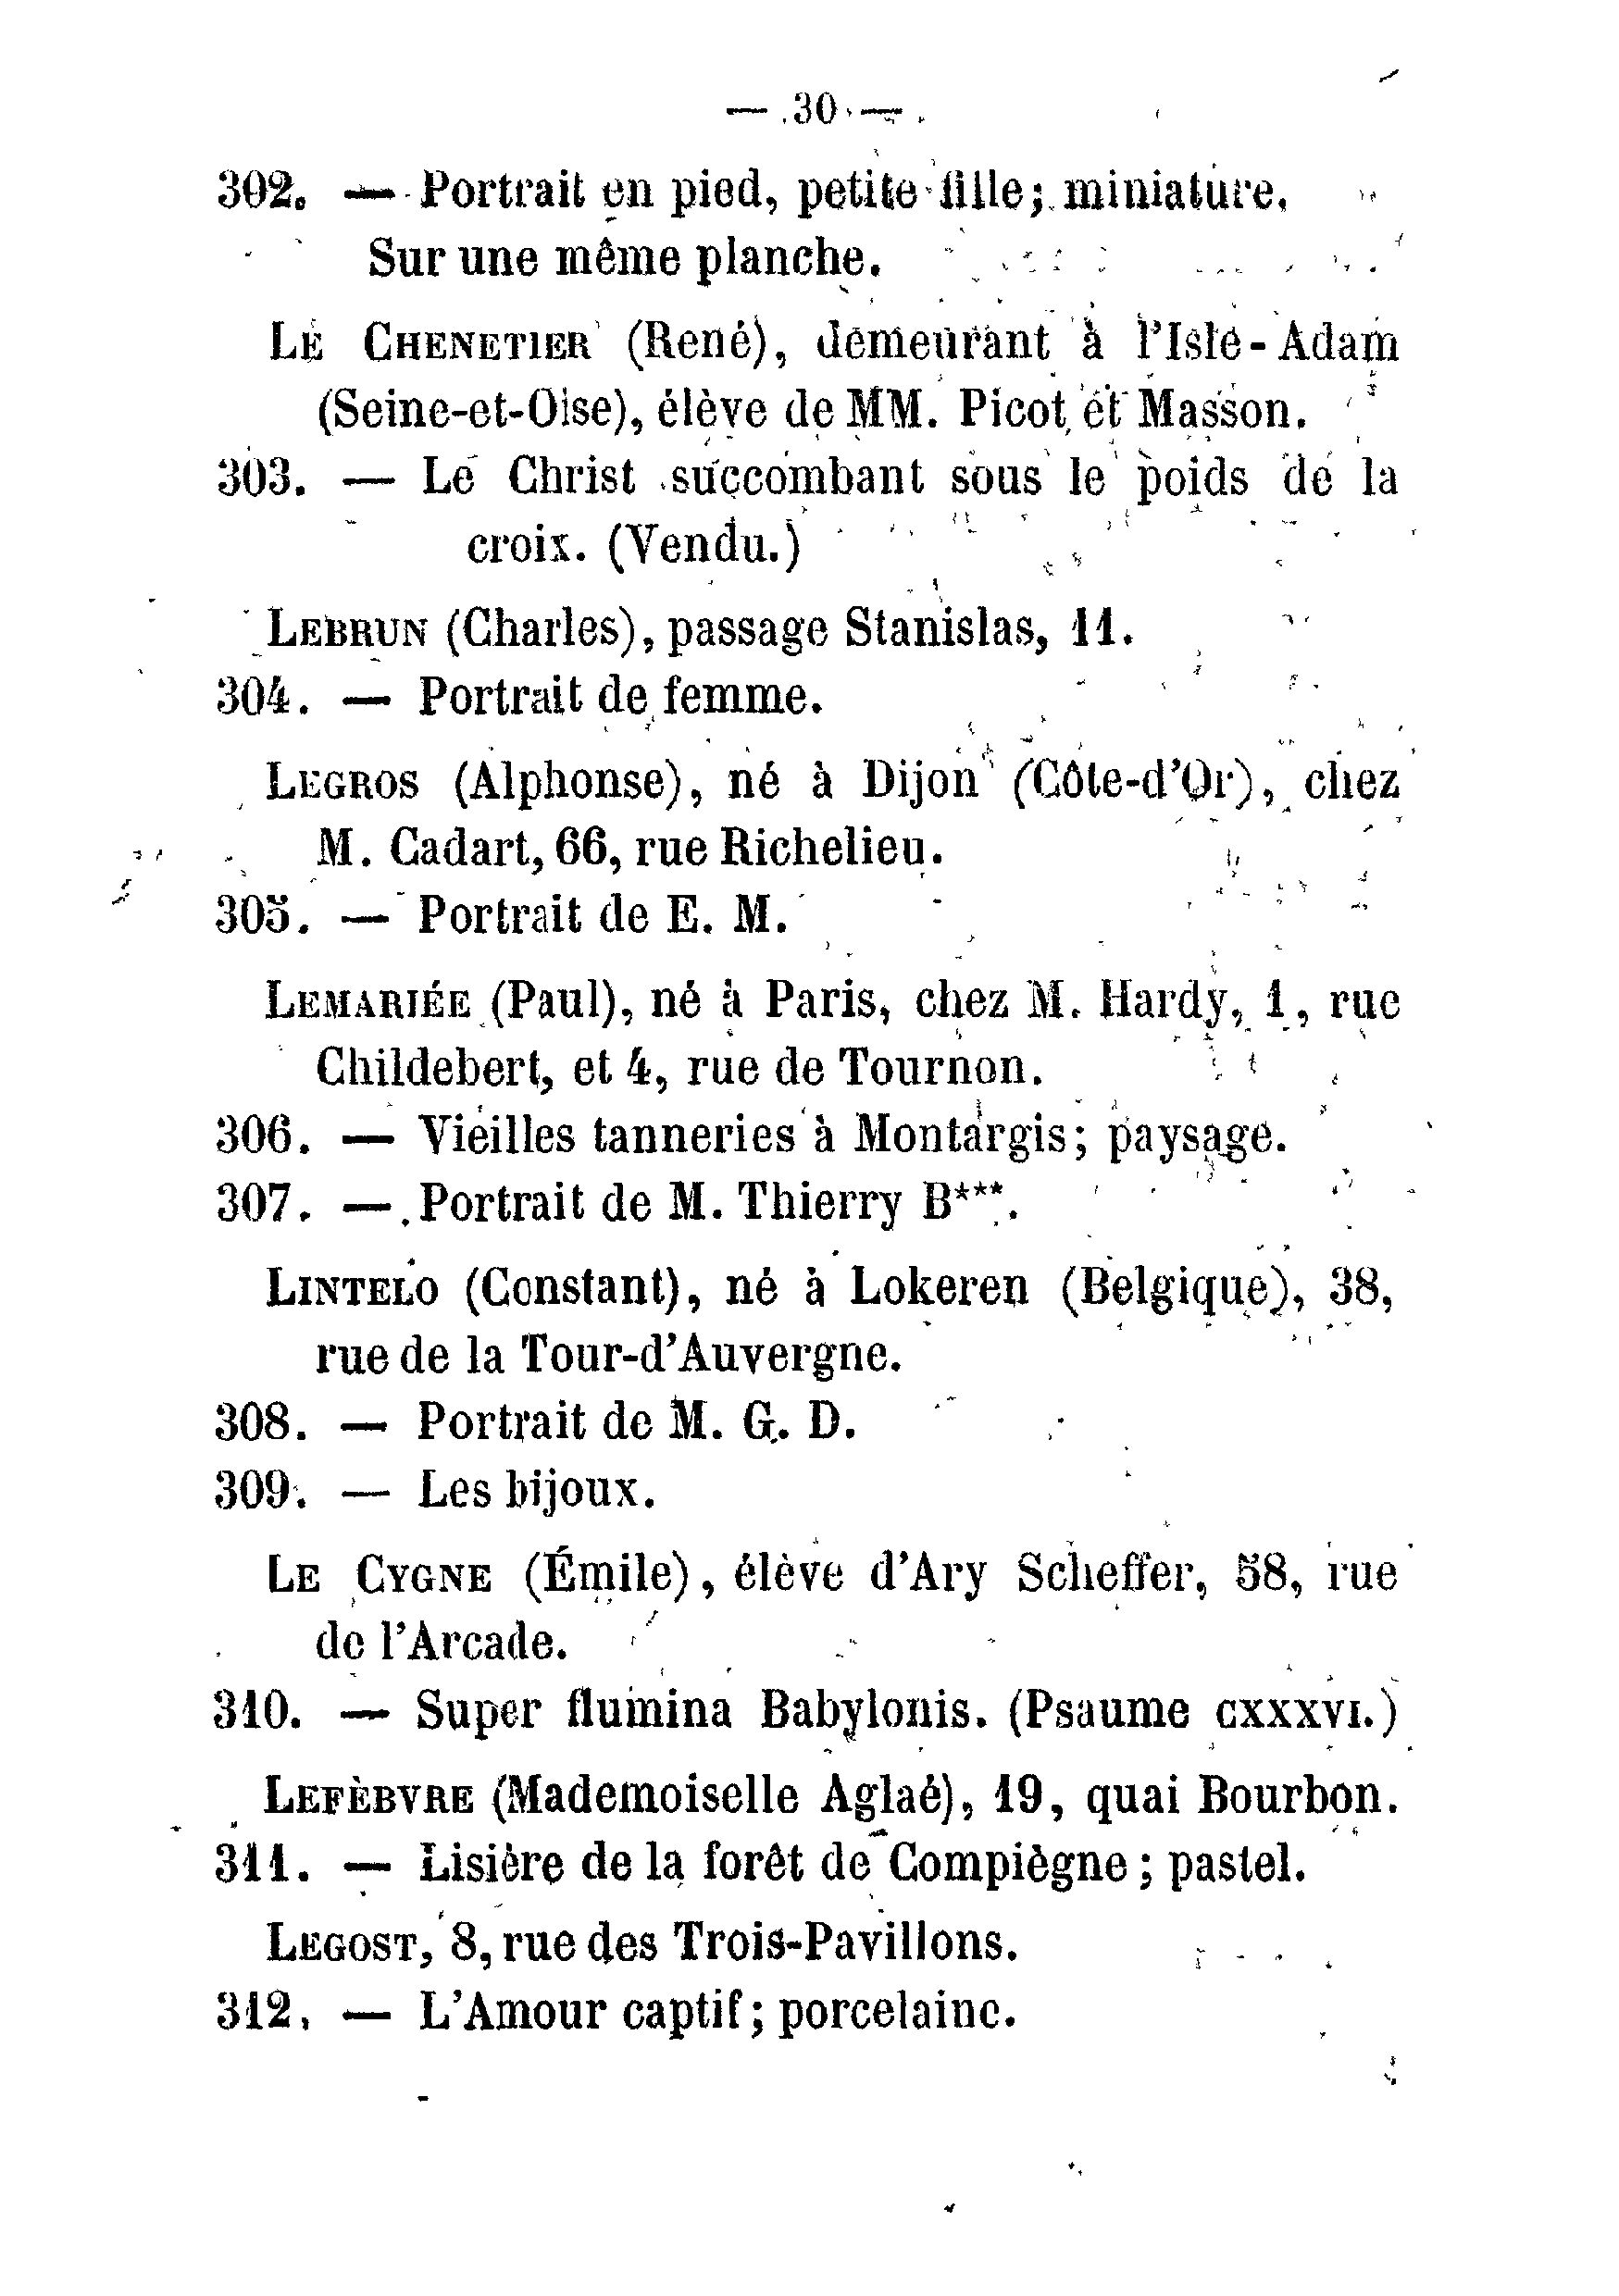 — 30 —
302. — Portrait en pied, petite fille; miniature.
Sur une même planche.
LE CHENETIER (René), demeurant à l'Isle-Adam
(Seine-et-Oise), élève de MM. Picot et Masson.
303. — Le Christ succombant sous le poids de la
croix. (Vendu.)
LEBRUN (Charles), passage Stanislas, 11.
304. — Portrait de femme.
LEGROS (Alphonse), né à Dijon (Côte-d'Or), chez
M. Cadart, 66, rue Richelieu.
305. — Portrait de E. M.
LEMARIÉE (Paul), né à Paris, chez M. Hardy, 1, rue
Childebert, et 4, rue de Tournon.
306. — Vieilles tanneries à Montargis; paysage.
307. — Portrait de M. Thierry B***.
LINTELO (Constant), né à Lokeren (Belgique), 38,
rue de la Tour-d'Auvergne.
308. — Portrait de M. G. D.
309. — Les bijoux.
LE CYGNE (Émile), élève d'Ary Scheffer, 58, rue
de l'Arcade.
310. — Super flumina Babylonis. (Psaume CXXXVI.)
LEFÈBVRE (Mademoiselle Aglaé), 19, quai Bourbon.
311. — Lisière de la forêt de Compiègne; pastel.
LEGOST, 8, rue des Trois-Pavillons.
312. — L'Amour captif; porcelaine.